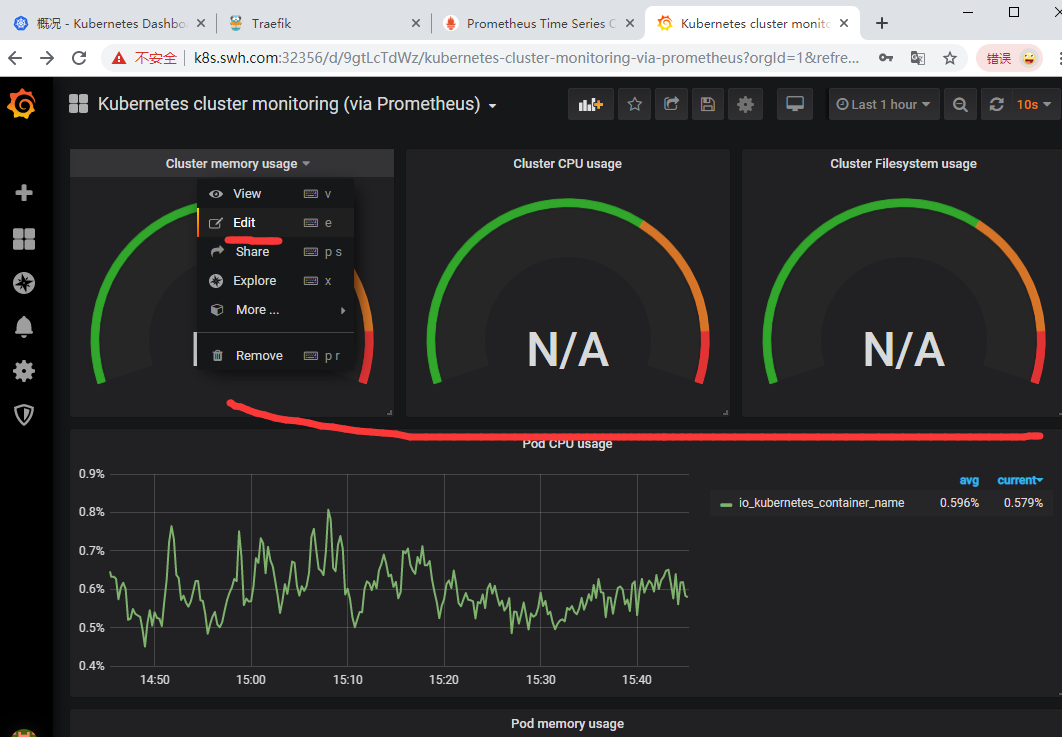 概况 - Kubernetes Dashbo
Traefik
Prometheus Time Series C
Kubernetes cluster monito
不安全
k8s.swh.com:32356/d/9gtLcTdWz/kubernetes-cluster-monitoring-via-prometheus?orgId=1&refre...
错误
Kubernetes cluster monitoring (via Prometheus)
Last 1 hour
10s
Cluster memory usage
Cluster CPU usage
Cluster Filesystem usage
View v
Edit e
Share p s
Explore x
More ...
Remove p r
N/A
N/A
Pod CPU usage
0.9%
0.8%
0.7%
0.6%
0.5%
0.4%
14:50
15:00
15:10
15:20
15:30
15:40
avg current
io_kubernetes_container_name 0.596% 0.579%
Pod memory usage